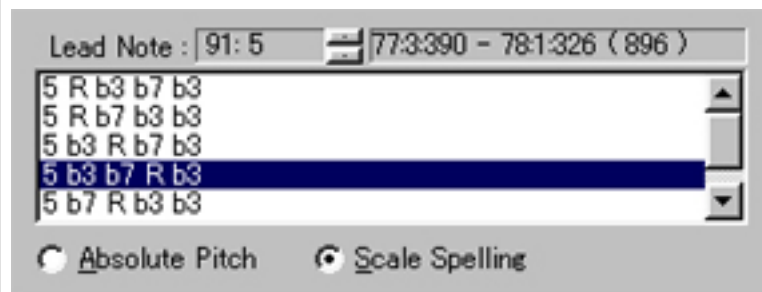 Lead Note : 91: 5 77:3:390 - 78:1:326 ( 896 )
5 R b3 b7 b3
5 R b7 b3 b3
5 b3 R b7 b3
5 b3 b7 R b3
5 b7 R b3 b3
Absolute Pitch Scale Spelling